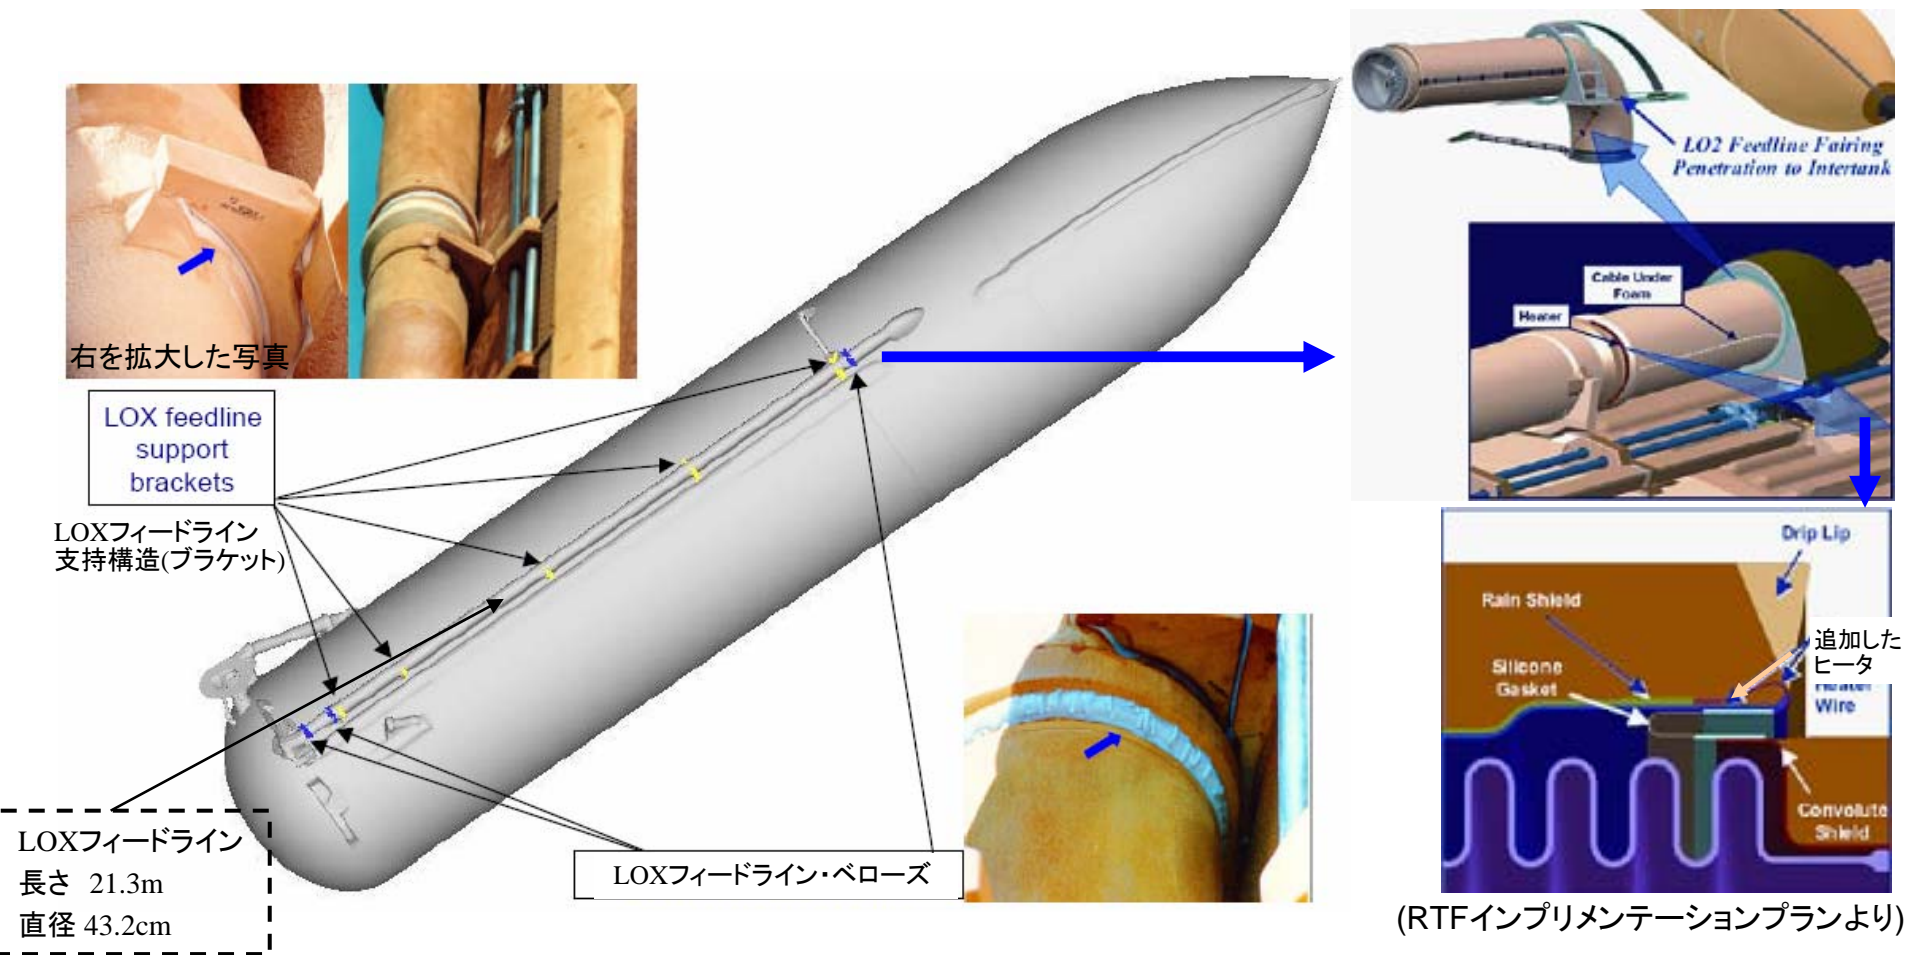 右を拡大した写真
LOX feedline
support
brackets
LOXフィードライン
支持構造(ブラケット)
LOXフィードライン
長さ 21.3m
直径 43.2cm
LOXフィードライン・ベローズ
LO2 Feedline Fairing
Penetration to Intertank
Cable Under
Foam
Heater
Drip Lip
Rain Shield
追加した
ヒータ
Silicone
Gasket
Heater
Wire
Convolute
Shield
(RTFインプリメンテーションプランより)